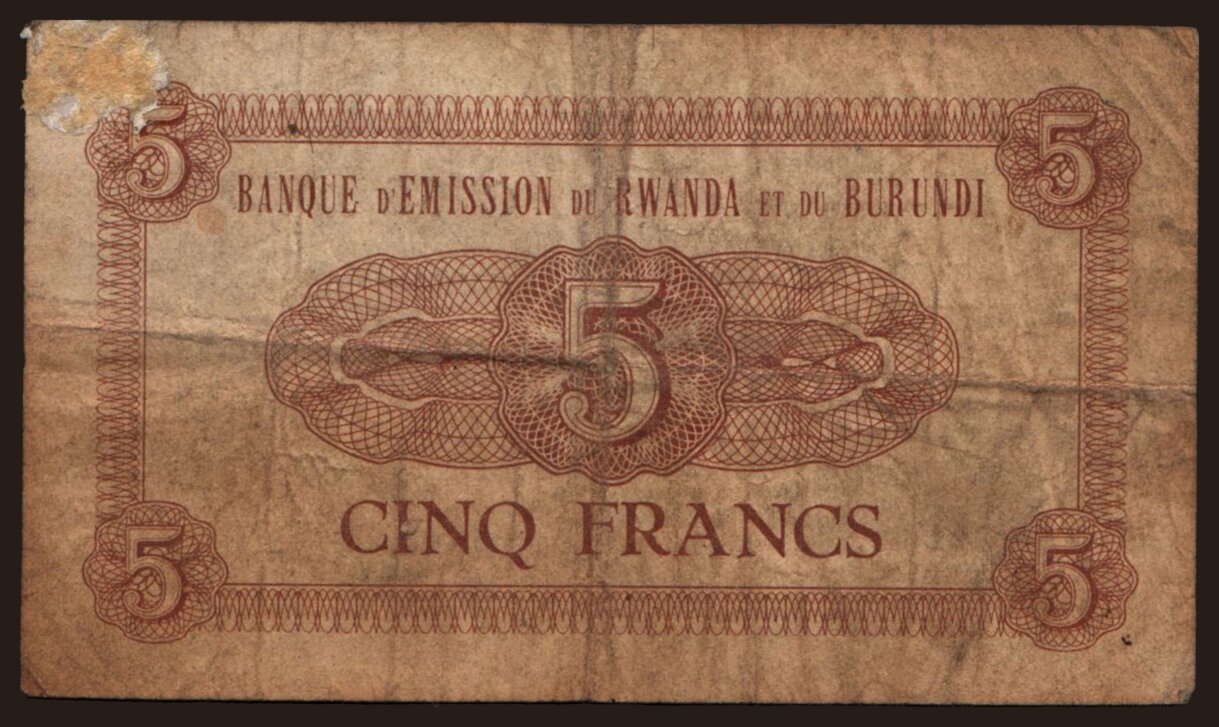 5 5
BANQUE D'EMISSION DU RWANDA ET DU BURUNDI
5
CINQ FRANCS
5 5